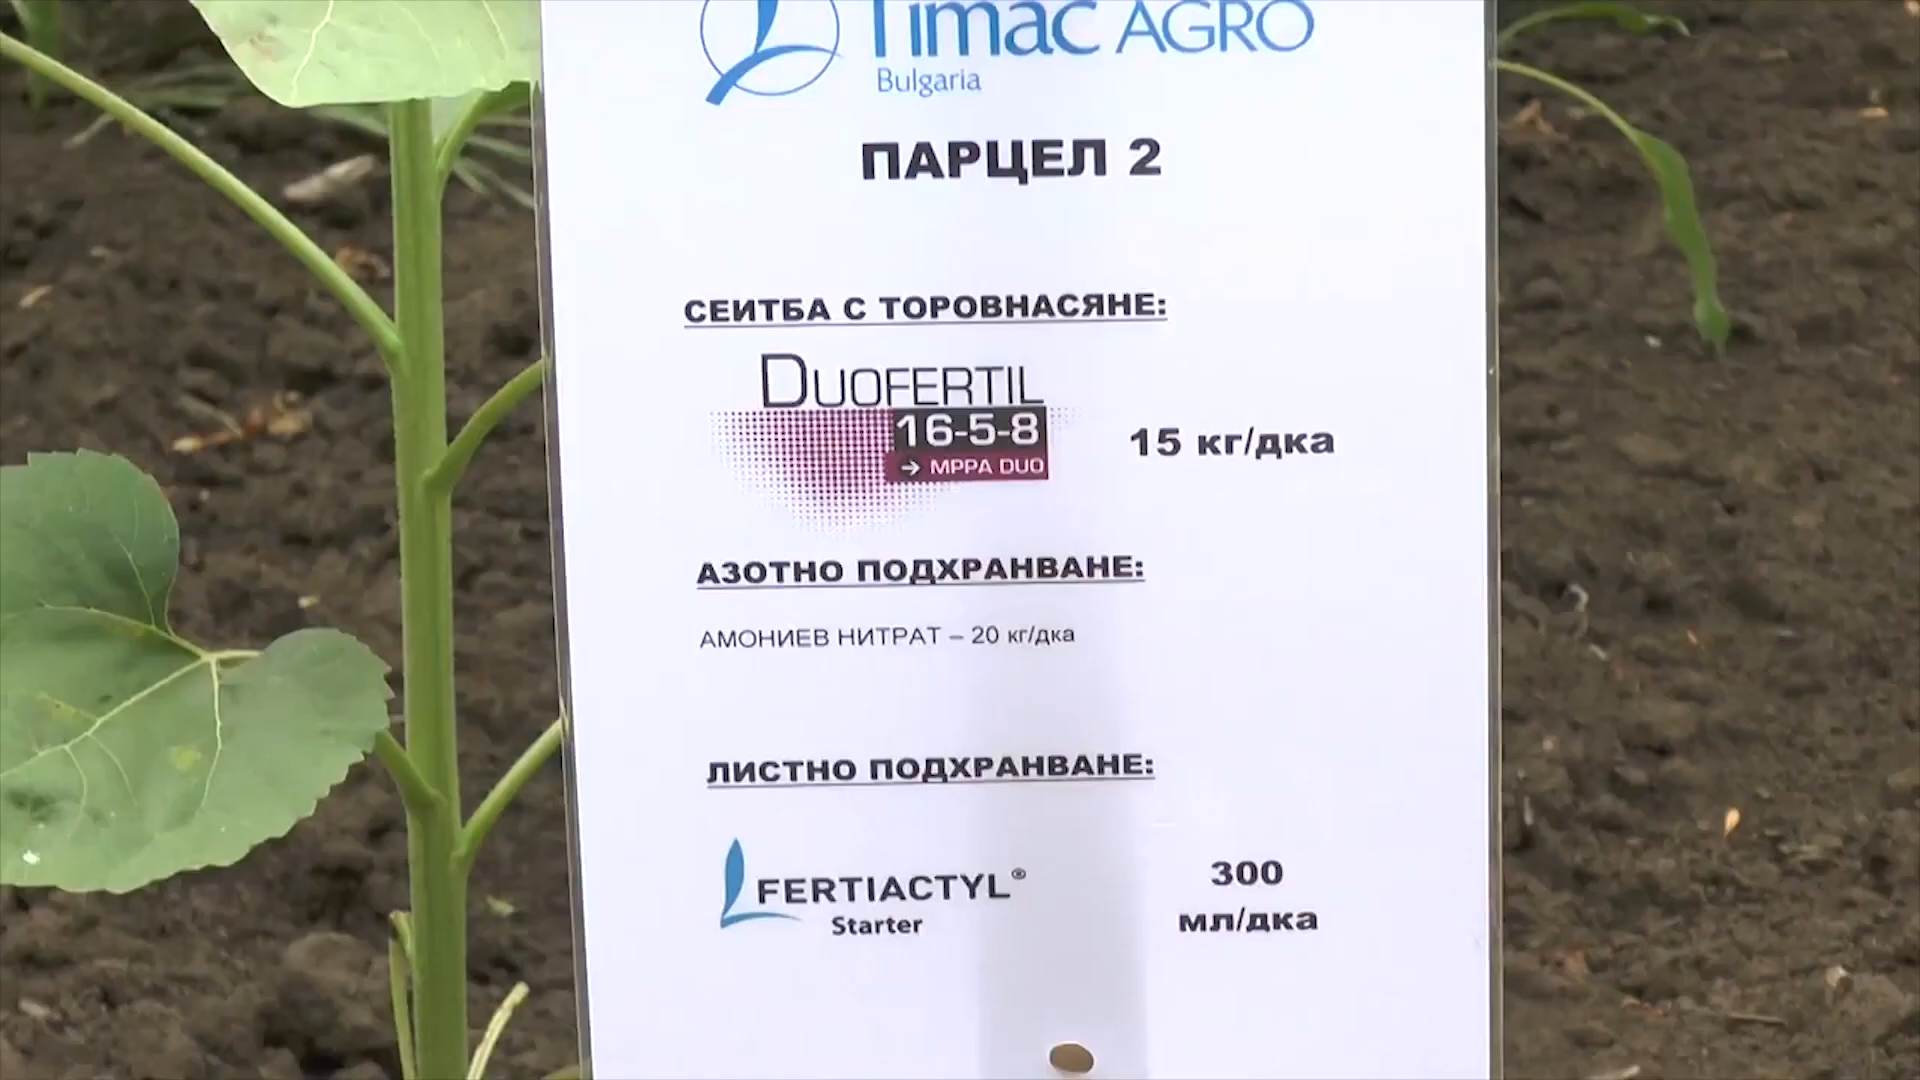 Timac AGRO
Bulgaria
ПАРЦЕЛ 2
СЕИТБА С ТОРОВНАСЯНЕ:
DUOFERTIL
16-5-8
→ MPPA DUO
15 кг/дка
АЗОТНО ПОДХРАНВАНЕ:
АМОНИЕВ НИТРАТ – 20 кг/дка
ЛИСТНО ПОДХРАНВАНЕ:
FERTIACTYL®
Starter
300
мл/дка